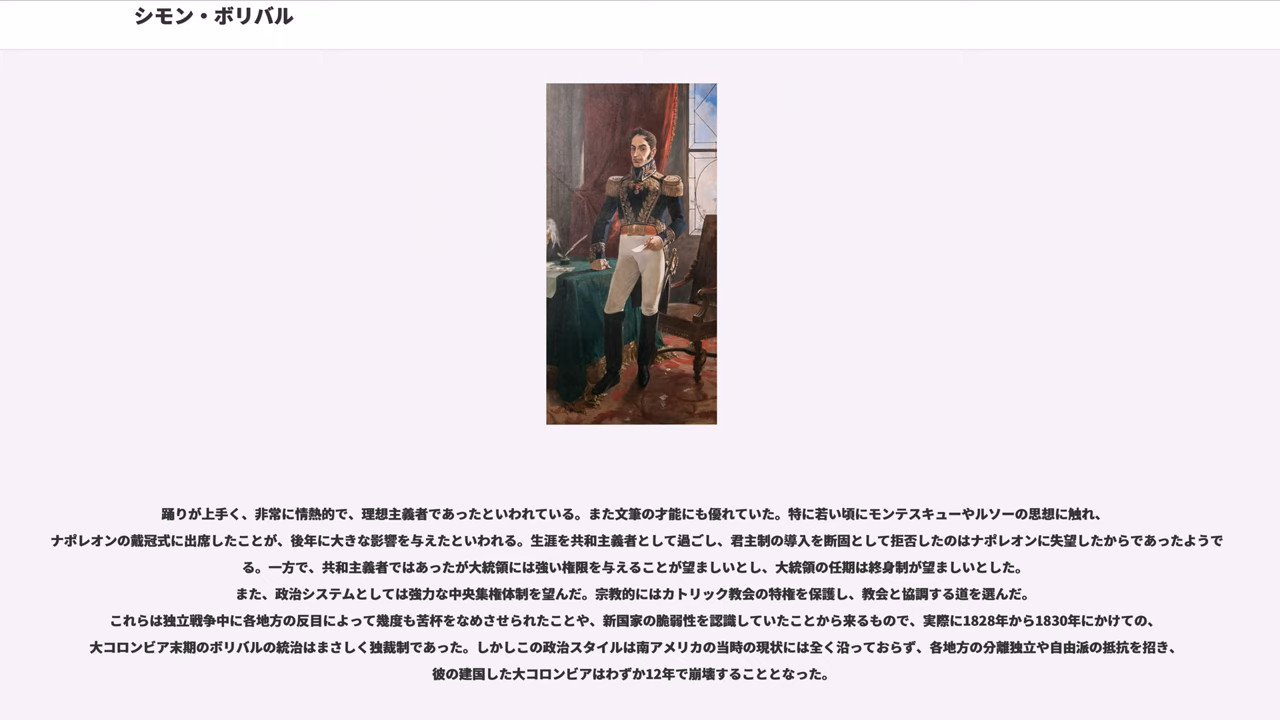 シモン・ボリバル
踊りが上手く、非常に情熱的で、理想主義者であったといわれている。また文筆の才能にも優れていた。特に若い頃にモンテスキューやルソーの思想に触れ、
ナポレオンの戴冠式に出席したことが、後年に大きな影響を与えたといわれる。生涯を共和主義者として過ごし、君主制の導入を断固として拒否したのはナポレオンに失望したからであったようで
る。一方で、共和主義者ではあったが大統領には強い権限を与えることが望ましいとし、大統領の任期は終身制が望ましいとした。
また、政治システムとしては強力な中央集権体制を望んだ。宗教的にはカトリック教会の特権を保護し、教会と協調する道を選んだ。
これらは独立戦争中に各地方の反目によって幾度も苦杯をなめさせられたことや、新国家の脆弱性を認識していたことから来るもので、実際に1828年から1830年にかけての、
大コロンビア末期のボリバルの統治はまさしく独裁制であった。しかしこの政治スタイルは南アメリカの当時の現状には全く沿っておらず、各地方の分離独立や自由派の抵抗を招き、
彼の建国した大コロンビアはわずか12年で崩壊することとなった。